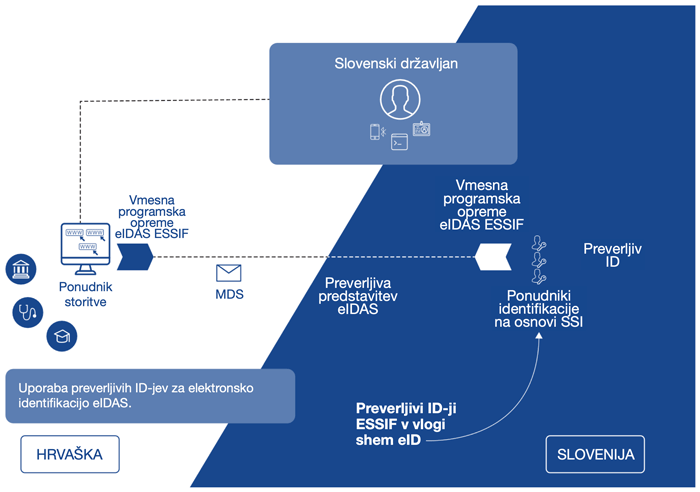 Slovenski državljan
Vmesna
programska
opreme
eIDAS ESSIF
WWW
WWW
WWW
Ponudnik
storitve
MDS
Preverljiva
predstavitev
eIDAS
Vmesna
programska
opreme
eIDAS ESSIF
Preverljiv
ID
Ponudniki
identifikacije
na osnovi SSI
Uporaba preverljivih ID-jev za elektronsko
identifikacijo eIDAS.
Preverljivi ID-ji
ESSIF v vlogi
shem eID
HRVAŠKA
SLOVENIJA